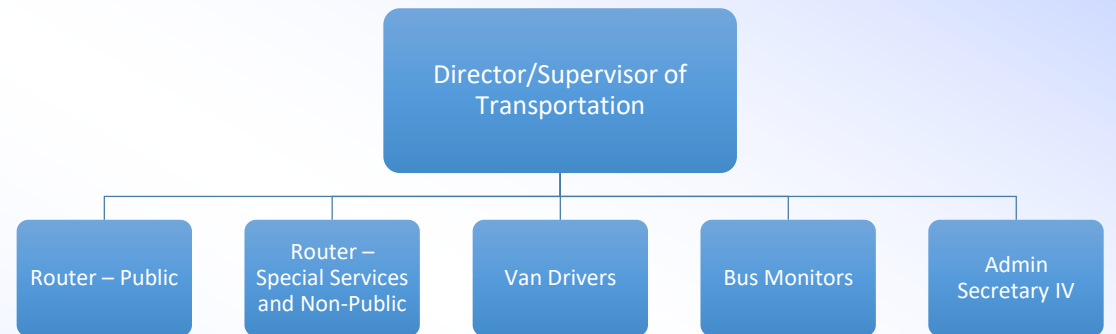 Director/Supervisor of
Transportation
Router – Public
Router –
Special Services
and Non-Public
Van Drivers
Bus Monitors
Admin
Secretary IV